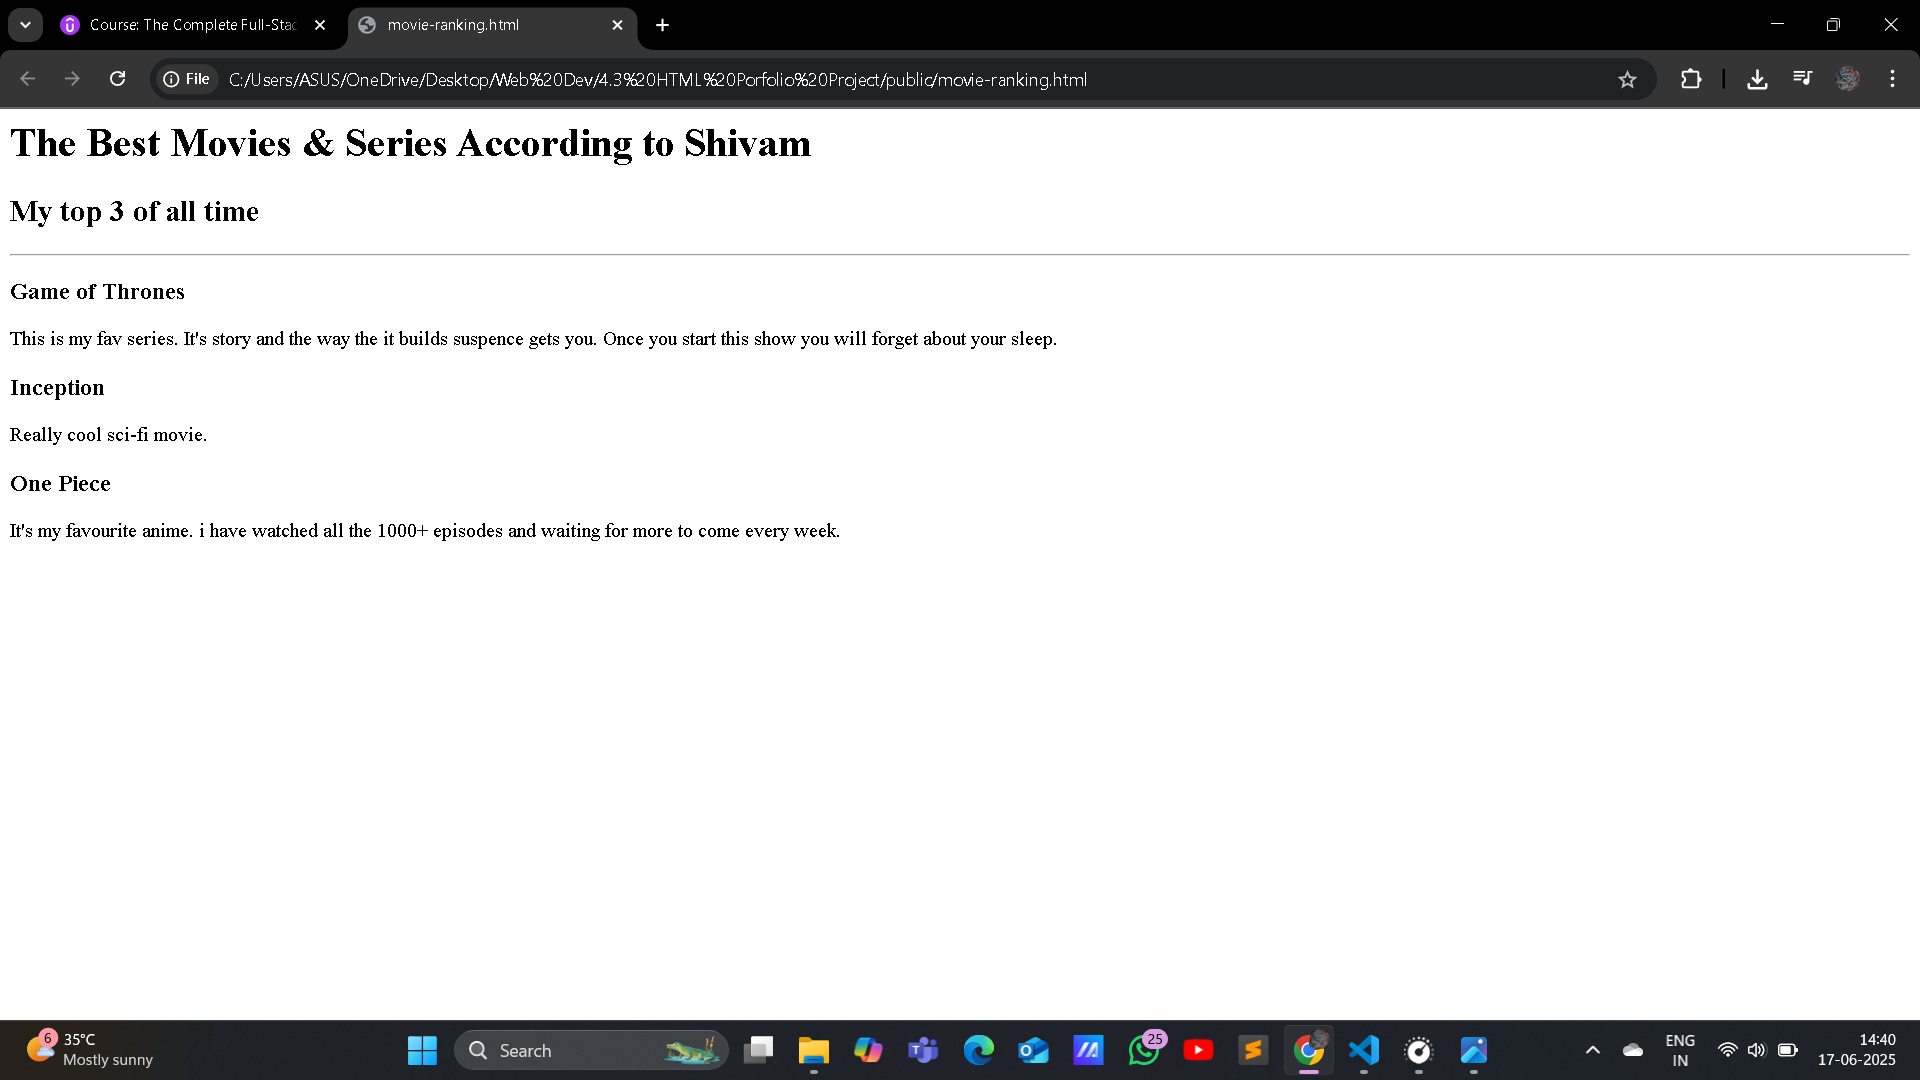 Course: The Complete Full-Stac
movie-ranking.html
File
C:/Users/ASUS/OneDrive/Desktop/Web%20Dev/4.3%20HTML%20Porfolio%20Project/public/movie-ranking.html
The Best Movies & Series According to Shivam
My top 3 of all time
Game of Thrones
This is my fav series. It's story and the way the it builds suspence gets you. Once you start this show you will forget about your sleep.
Inception
Really cool sci-fi movie.
One Piece
It's my favourite anime. i have watched all the 1000+ episodes and waiting for more to come every week.
6
35°C
Mostly sunny
Search
25
ENG
IN
14:40
17-06-2025